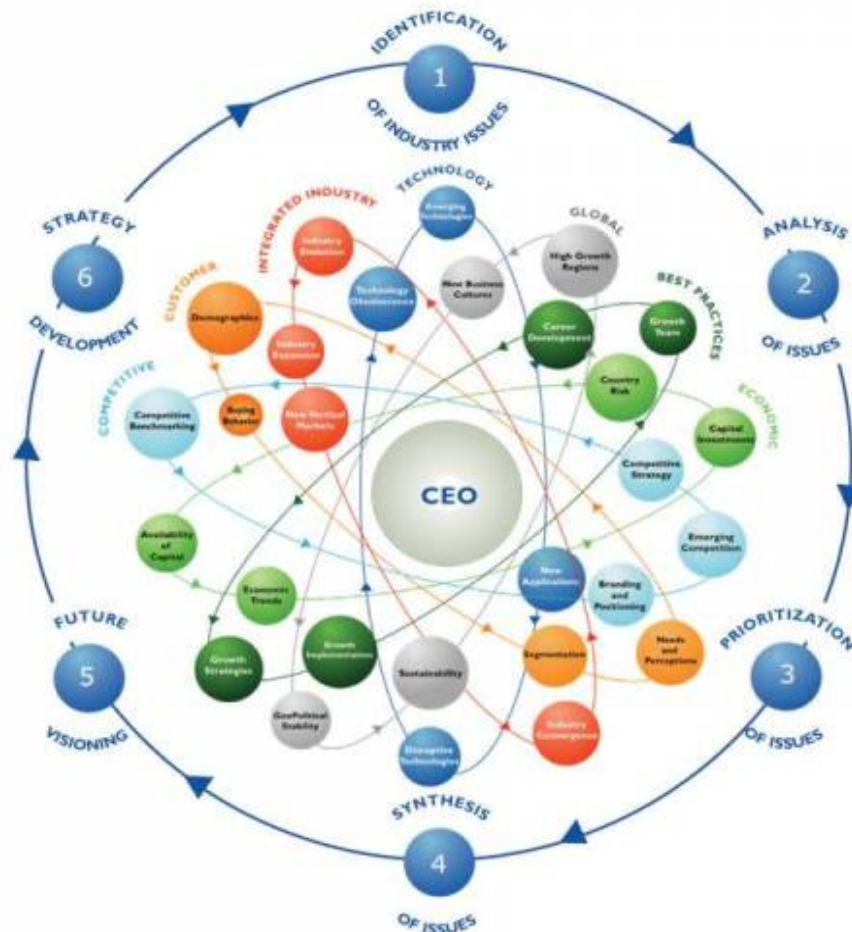 IDENTIFICATION
1
OF INDUSTRY ISSUES
ANALYSIS
2
OF ISSUES
PRIORITIZATION
3
OF ISSUES
SYNTHESIS
4
OF ISSUES
FUTURE
5
VISIONING
STRATEGY
6
DEVELOPMENT
TECHNOLOGY
Emerging
Technologies
Technology
Obsolescence
New
Applications
Disruptive
Technologies
INTEGRATED INDUSTRY
Industry
Evolution
Industry
Expansion
New Vertical
Markets
Industry
Convergence
GLOBAL
High Growth
Regions
New Business
Cultures
Sustainability
GeoPolitical
Stability
CUSTOMER
Demographics
Buying
Behavior
Segmentation
Needs
and
Perceptions
BEST PRACTICES
Career
Development
Growth
Team
Growth
Strategies
Growth
Implementation
COMPETITIVE
Competitive
Benchmarking
Competitive
Strategy
Emerging
Competition
Branding
and
Positioning
ECONOMIC
Country
Risk
Capital
Investments
Availability
of
Capital
Economic
Trends
CEO